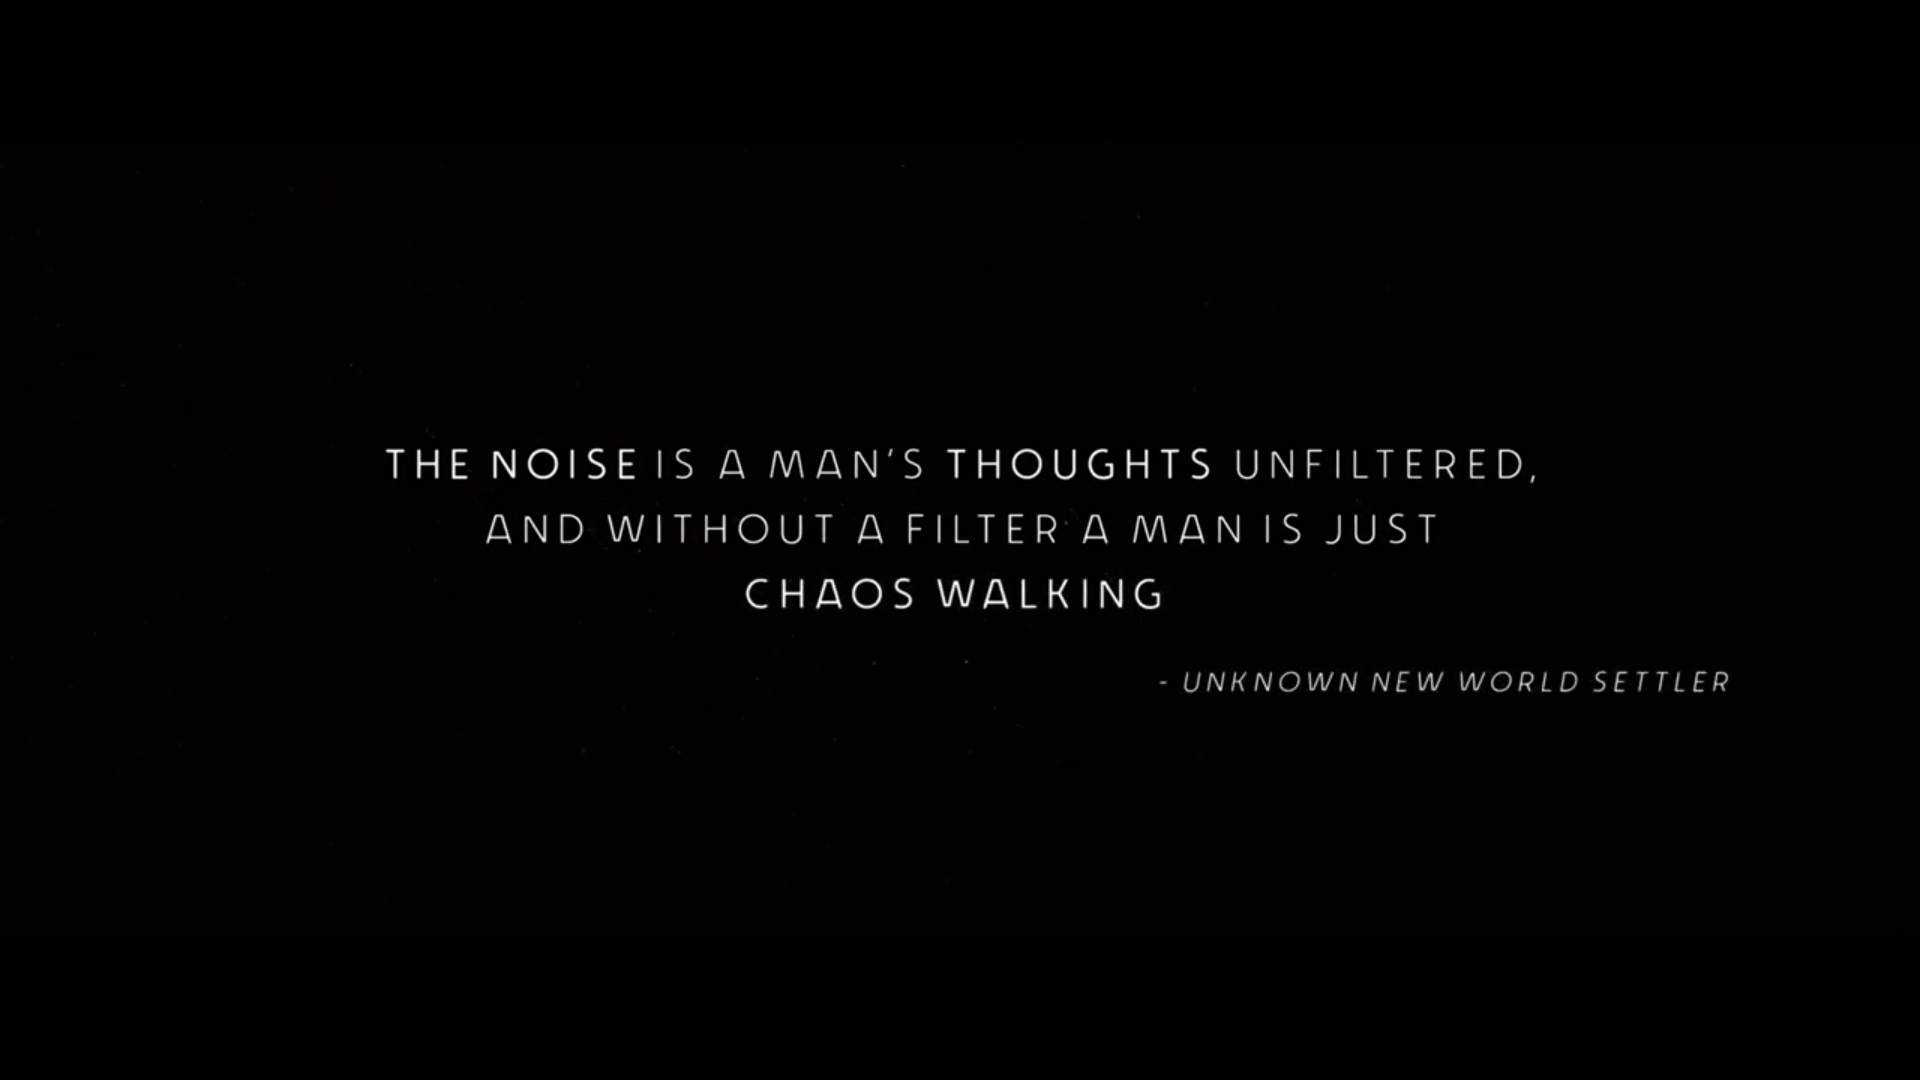 THE NOISE IS A MAN'S THOUGHTS UNFILTERED,
AND WITHOUT A FILTER A MAN IS JUST
CHAOS WALKING
- UNKNOWN NEW WORLD SETTLER